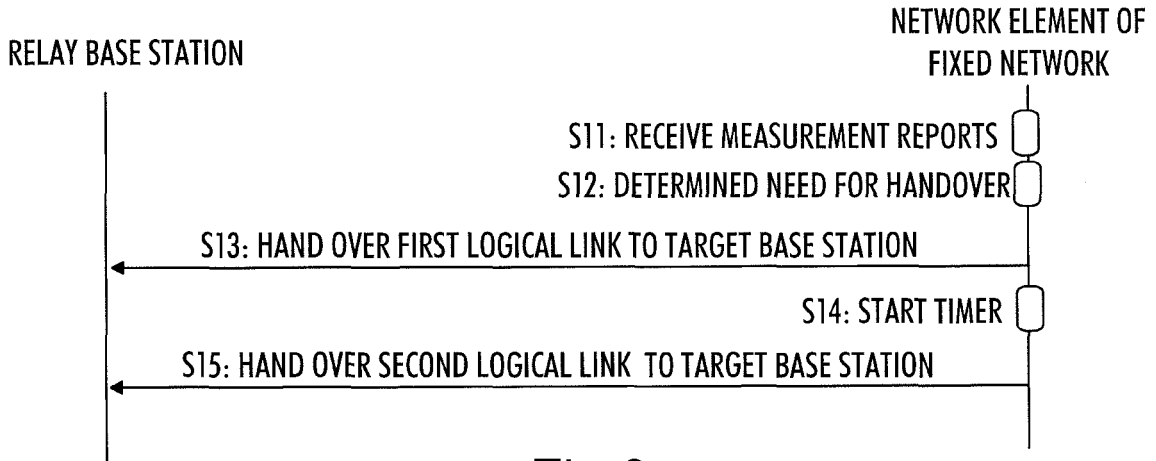 RELAY BASE STATION
NETWORK ELEMENT OF
FIXED NETWORK
S11: RECEIVE MEASUREMENT REPORTS
S12: DETERMINED NEED FOR HANDOVER
S13: HAND OVER FIRST LOGICAL LINK TO TARGET BASE STATION
S14: START TIMER
S15: HAND OVER SECOND LOGICAL LINK TO TARGET BASE STATION